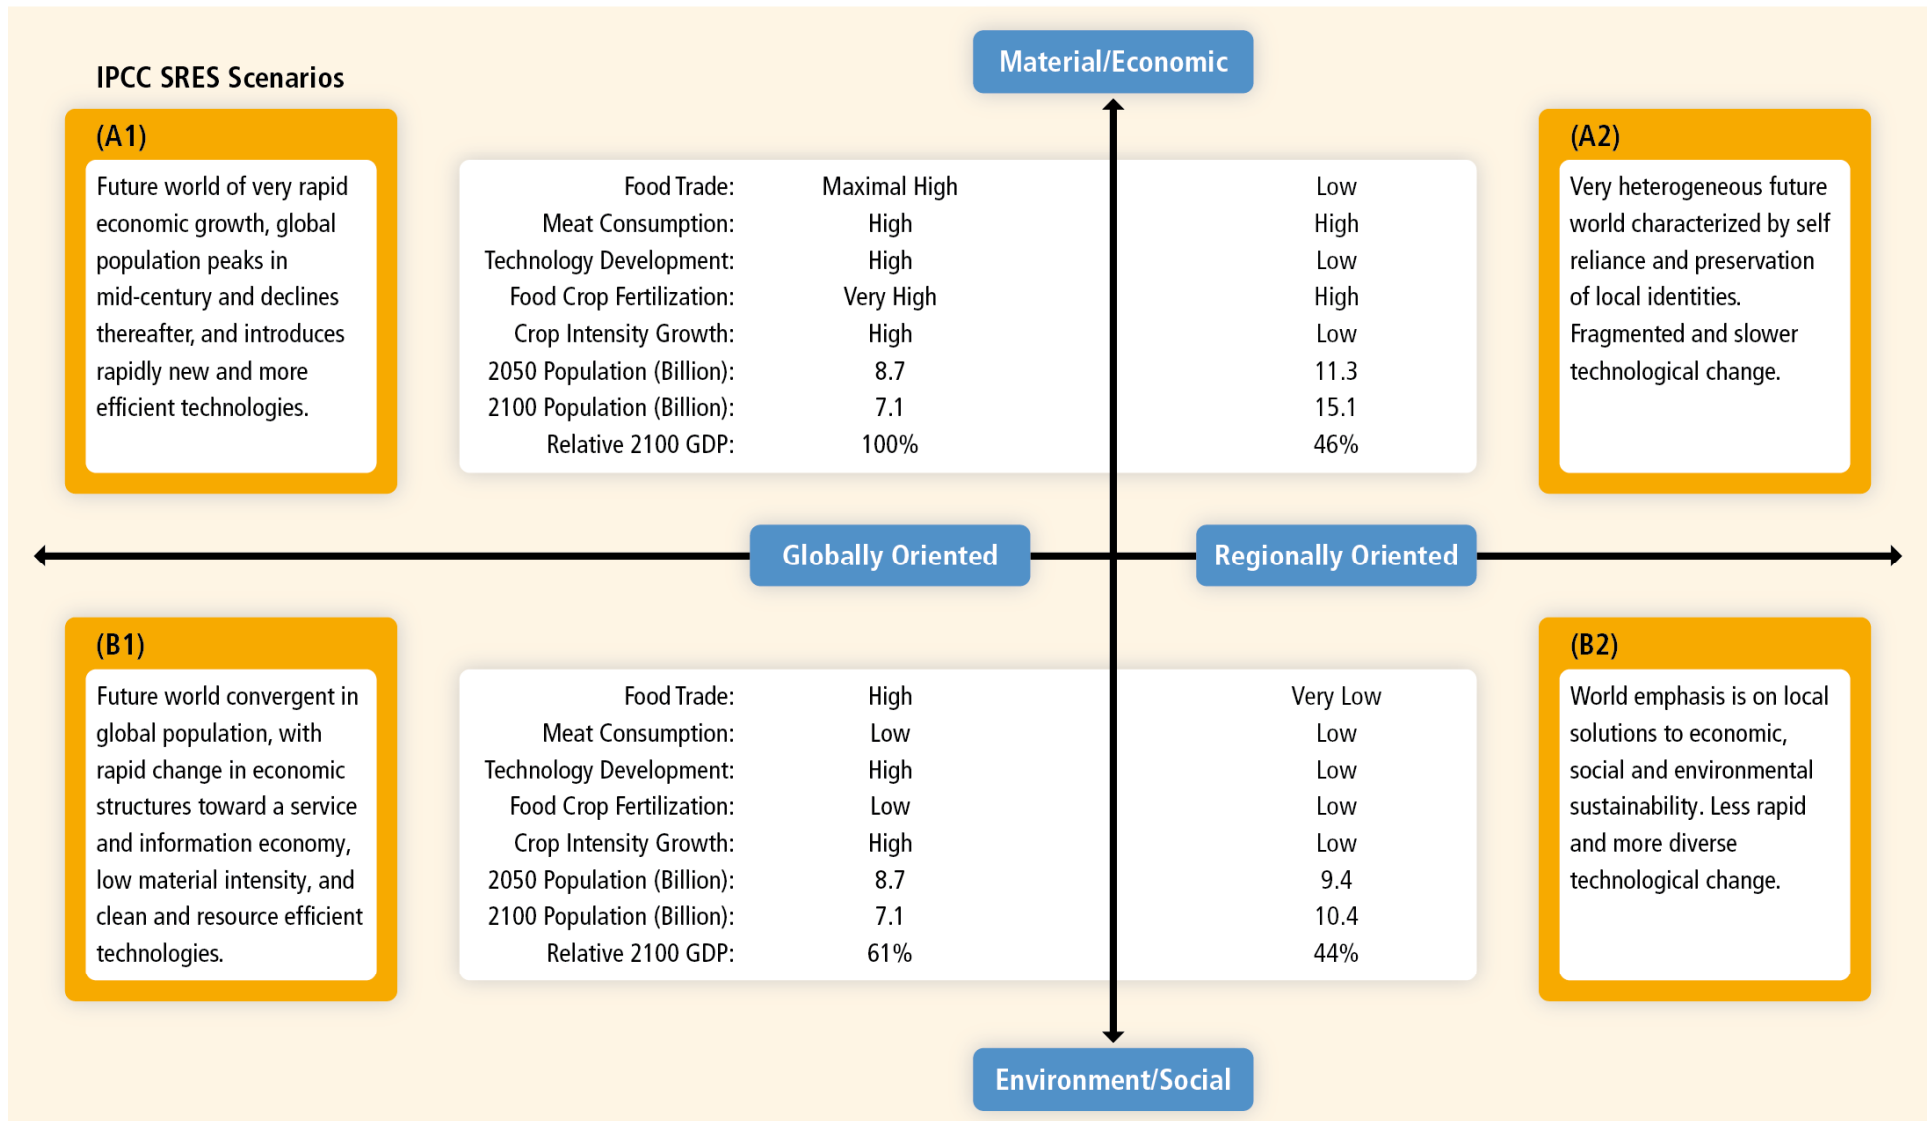 Material/Economic
IPCC SRES Scenarios
(A1)
Future world of very rapid
economic growth, global
population peaks in
mid-century and declines
thereafter, and introduces
rapidly new and more
efficient technologies.
Food Trade: Maximal High Low
Meat Consumption: High High
Technology Development: High Low
Food Crop Fertilization: Very High High
Crop Intensity Growth: High Low
2050 Population (Billion): 8.7 11.3
2100 Population (Billion): 7.1 15.1
Relative 2100 GDP: 100% 46%
(A2)
Very heterogeneous future
world characterized by self
reliance and preservation
of local identities.
Fragmented and slower
technological change.
Globally Oriented
Regionally Oriented
(B1)
Future world convergent in
global population, with
rapid change in economic
structures toward a service
and information economy,
low material intensity, and
clean and resource efficient
technologies.
Food Trade: High Very Low
Meat Consumption: Low Low
Technology Development: High Low
Food Crop Fertilization: Low Low
Crop Intensity Growth: High Low
2050 Population (Billion): 8.7 9.4
2100 Population (Billion): 7.1 10.4
Relative 2100 GDP: 61% 44%
(B2)
World emphasis is on local
solutions to economic,
social and environmental
sustainability. Less rapid
and more diverse
technological change.
Environment/Social